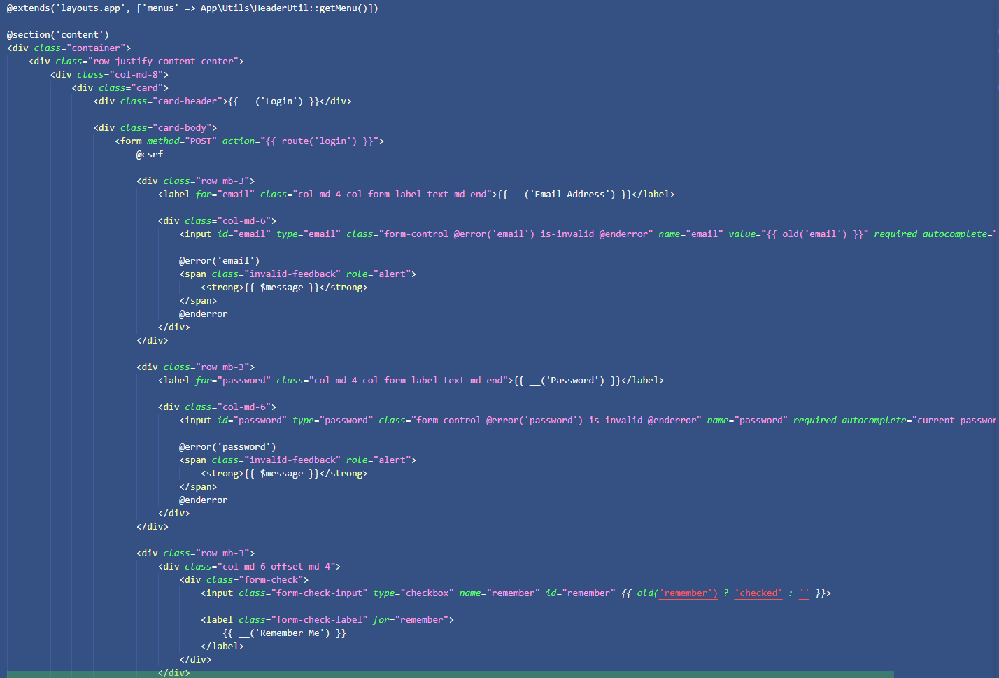 @extends('layouts.app', ['menus' => App\Utils\HeaderUtil::getMenu()])
@section('content')
<div class="container">
<div class="row justify-content-center">
<div class="col-md-8">
<div class="card">
<div class="card-header">{{ __('Login') }}</div>
<div class="card-body">
<form method="POST" action="{{ route('login') }}">
@csrf
<div class="row mb-3">
<label for="email" class="col-md-4 col-form-label text-md-end">{{ __('Email Address') }}</label>
<div class="col-md-6">
<input id="email" type="email" class="form-control @error('email') is-invalid @enderror" name="email" value="{{ old('email') }}" required autocomplete="
@error('email')
<span class="invalid-feedback" role="alert">
<strong>{{ $message }}</strong>
</span>
@enderror
</div>
</div>
<div class="row mb-3">
<label for="password" class="col-md-4 col-form-label text-md-end">{{ __('Password') }}</label>
<div class="col-md-6">
<input id="password" type="password" class="form-control @error('password') is-invalid @enderror" name="password" required autocomplete="current-passwor
@error('password')
<span class="invalid-feedback" role="alert">
<strong>{{ $message }}</strong>
</span>
@enderror
</div>
</div>
<div class="row mb-3">
<div class="col-md-6 offset-md-4">
<div class="form-check">
<input class="form-check-input" type="checkbox" name="remember" id="remember" {{ old('remember') ? 'checked' : '' }}>
<label class="form-check-label" for="remember">
{{ __('Remember Me') }}
</label>
</div>
</div>